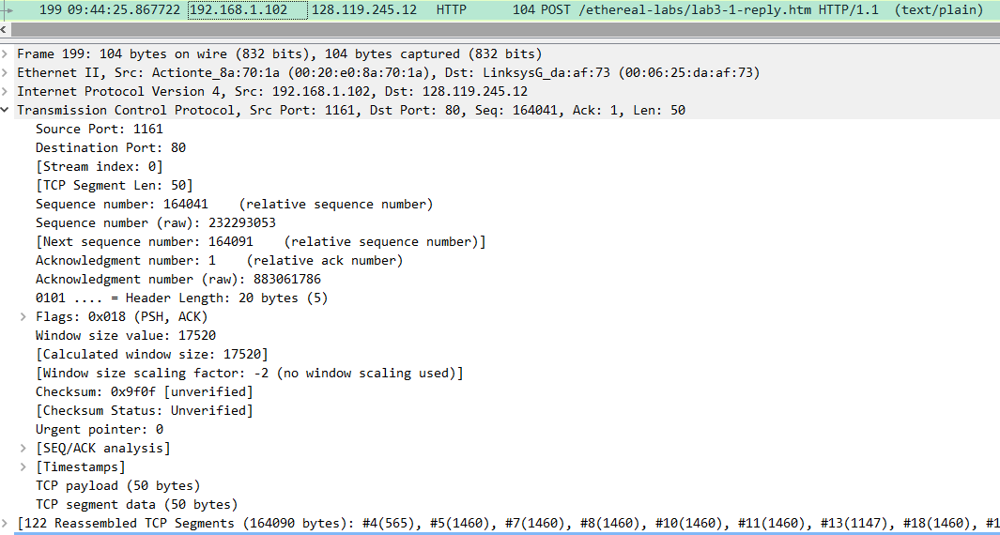 199 09:44:25.867722 192.168.1.102 128.119.245.12 HTTP 104 POST /ethereal-labs/lab3-1-reply.htm HTTP/1.1 (text/plain)
Frame 199: 104 bytes on wire (832 bits), 104 bytes captured (832 bits)
Ethernet II, Src: Actionte_8a:70:1a (00:20:e0:8a:70:1a), Dst: LinksysG_da:af:73 (00:06:25:da:af:73)
Internet Protocol Version 4, Src: 192.168.1.102, Dst: 128.119.245.12
Transmission Control Protocol, Src Port: 1161, Dst Port: 80, Seq: 164041, Ack: 1, Len: 50
Source Port: 1161
Destination Port: 80
[Stream index: 0]
[TCP Segment Len: 50]
Sequence number: 164041 (relative sequence number)
Sequence number (raw): 232293053
[Next sequence number: 164091 (relative sequence number)]
Acknowledgment number: 1 (relative ack number)
Acknowledgment number (raw): 883061786
0101 .... = Header Length: 20 bytes (5)
Flags: 0x018 (PSH, ACK)
Window size value: 17520
[Calculated window size: 17520]
[Window size scaling factor: -2 (no window scaling used)]
Checksum: 0x9f0f [unverified]
[Checksum Status: Unverified]
Urgent pointer: 0
[SEQ/ACK analysis]
[Timestamps]
TCP payload (50 bytes)
TCP segment data (50 bytes)
[122 Reassembled TCP Segments (164090 bytes): #4(565), #5(1460), #7(1460), #8(1460), #10(1460), #11(1460), #13(1147), #18(1460), #1